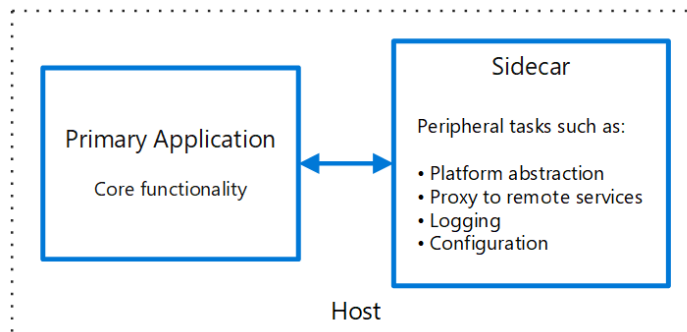 Primary Application
Core functionality
Sidecar
Peripheral tasks such as:
• Platform abstraction
• Proxy to remote services
• Logging
• Configuration
Host